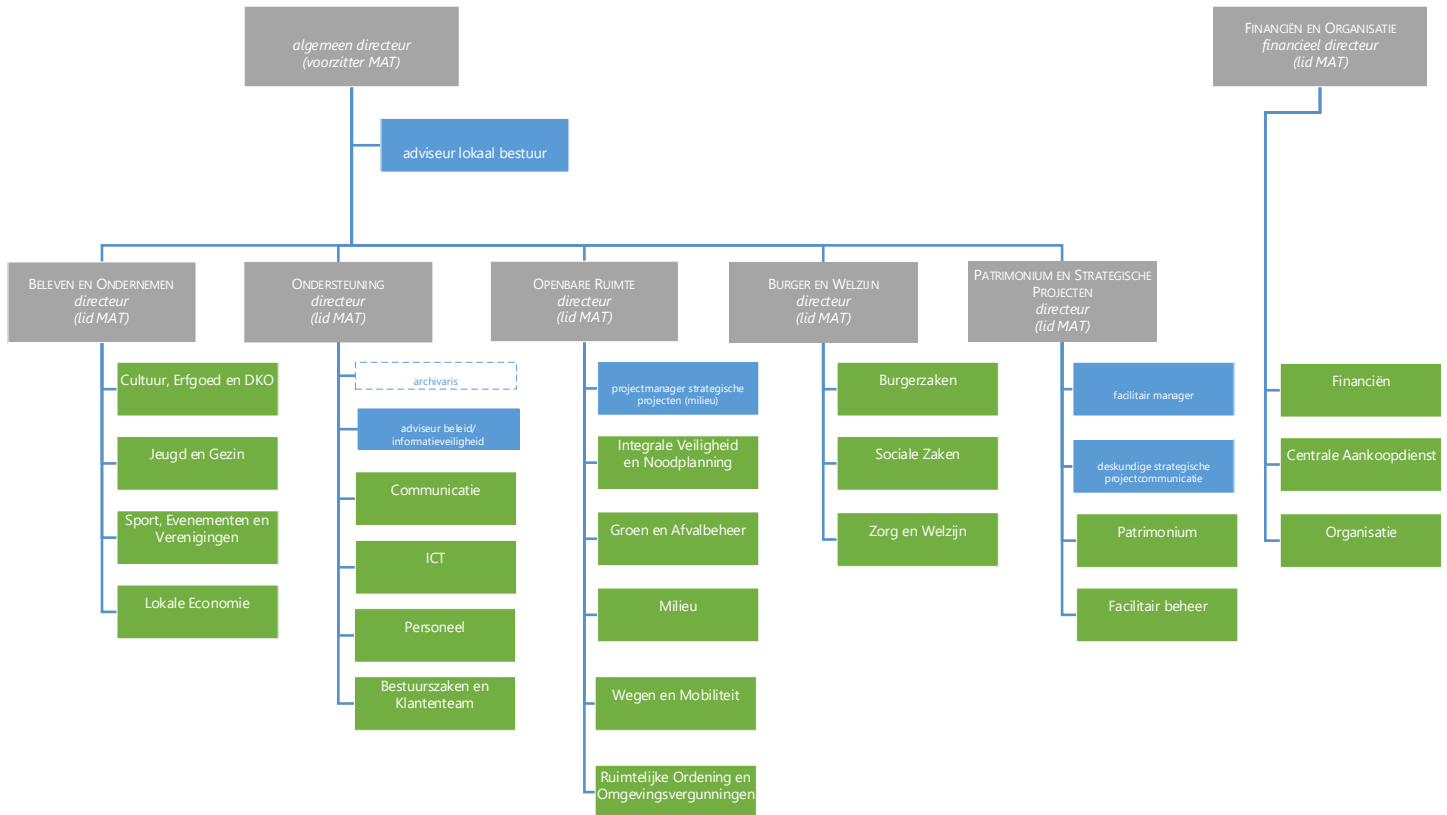 algemeen directeur
(voorzitter MAT)
FINANCIËN EN ORGANISATIE
financieel directeur
(lid MAT)
adviseur lokaal bestuur
BELEVEN EN ONDERNEMEN
directeur
(lid MAT)
Cultuur, Erfgoed en DKO
Jeugd en Gezin
Sport, Evenementen en
Verenigingen
Lokale Economie
ONDERSTEUNING
directeur
(lid MAT)
archivaris
adviseur beleid/
informatieveiligheid
Communicatie
ICT
Personeel
Bestuurszaken en
Klantenteam
OPENBARE RUIMTE
directeur
(lid MAT)
projectmanager strategische
projecten (milieu)
Integrale Veiligheid
en Noodplanning
Groen en Afvalbeheer
Milieu
Wegen en Mobiliteit
Ruimtelijke Ordening en
Omgevingsvergunningen
BURGER EN WELZIJN
directeur
(lid MAT)
Burgerzaken
Sociale Zaken
Zorg en Welzijn
PATRIMONIUM EN STRATEGISCHE
PROJECTEN
directeur
(lid MAT)
facilitair manager
deskundige strategische
projectcommunicatie
Patrimonium
Facilitair beheer
Financiën
Centrale Aankoopdienst
Organisatie